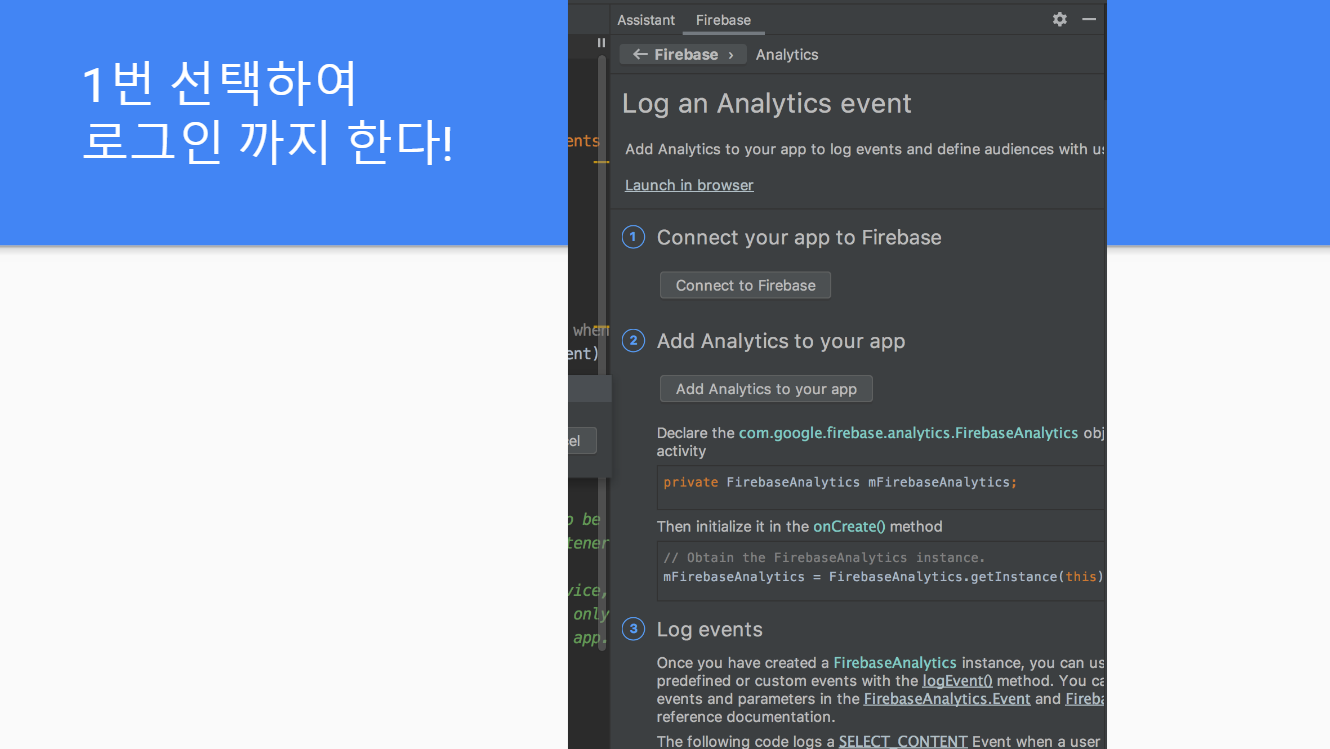 1번 선택하여
로그인 까지 한다!
Assistant Firebase
← Firebase › Analytics
Log an Analytics event
Add Analytics to your app to log events and define audiences with
Launch in browser
1 Connect your app to Firebase
Connect to Firebase
2 Add Analytics to your app
Add Analytics to your app
Declare the com.google.firebase.analytics.FirebaseAnalytics obj
activity
private FirebaseAnalytics mFirebaseAnalytics;
Then initialize it in the onCreate() method
// Obtain the FirebaseAnalytics instance.
mFirebaseAnalytics = FirebaseAnalytics.getInstance(this)
3 Log events
Once you have created a FirebaseAnalytics instance, you can us
predefined or custom events with the logEvent() method. You ca
events and parameters in the FirebaseAnalytics.Event and Fireba
reference documentation.
The following code logs a SELECT_CONTENT Event when a user
ents
when
ent)
el
o be
tener
vice,
only
app.